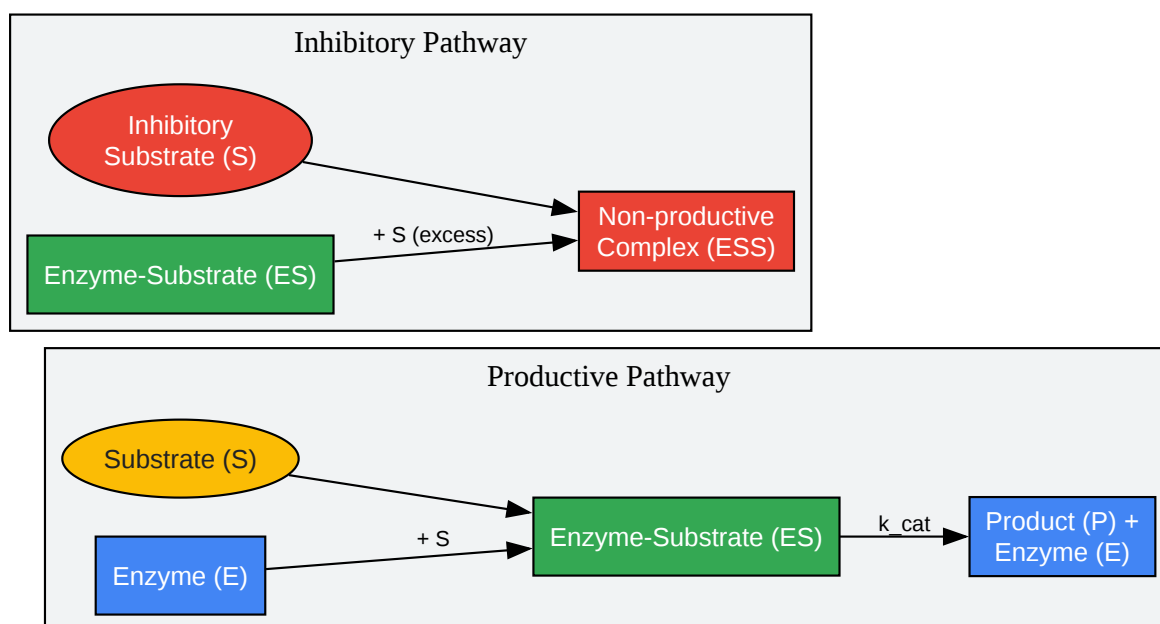 Inhibitory Pathway
Inhibitory
Substrate (S)
Non-productive
Complex (ESS)
+ S (excess)
Enzyme-Substrate (ES)
Productive Pathway
Substrate (S)
+ S
Enzyme (E)
Enzyme-Substrate (ES)
k_cat
Product (P) +
Enzyme (E)